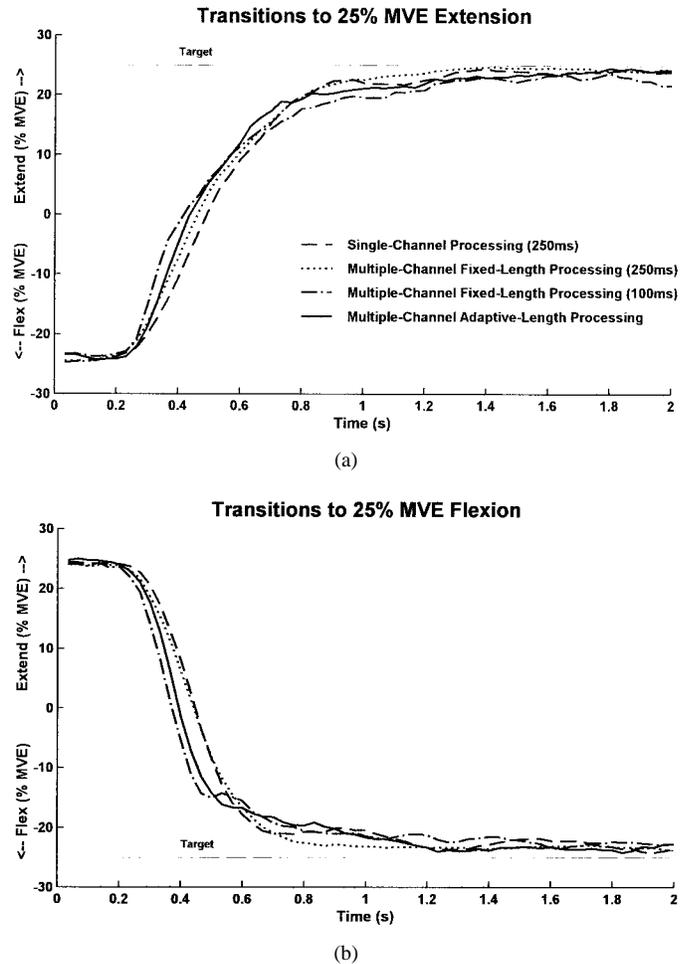 Transitions to 25% MVE Extension
30
Target
20
10
0
-10
-20
-30
<-- Flex (% MVE)
Extend (% MVE) -->
Single-Channel Processing (250ms)
Multiple-Channel Fixed-Length Processing (250ms)
Multiple-Channel Fixed-Length Processing (100ms)
Multiple-Channel Adaptive-Length Processing
0 0.2 0.4 0.6 0.8 1 1.2 1.4 1.6 1.8 2
Time (s)
(a)
Transitions to 25% MVE Flexion
30
20
10
0
-10
-20
-30
<-- Flex (% MVE)
Extend (% MVE) -->
Target
0 0.2 0.4 0.6 0.8 1 1.2 1.4 1.6 1.8 2
Time (s)
(b)